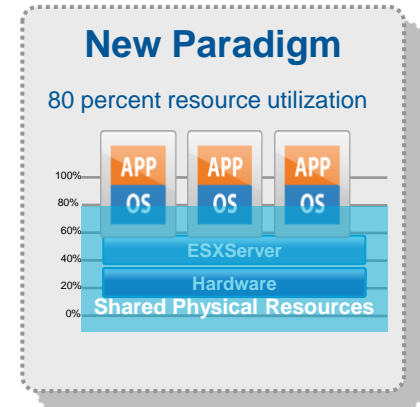 New Paradigm
80 percent resource utilization
APP APP APP
100%
OS OS OS
80%
60%
ESXServer
40%
Hardware
20%
Shared Physical Resources
0%